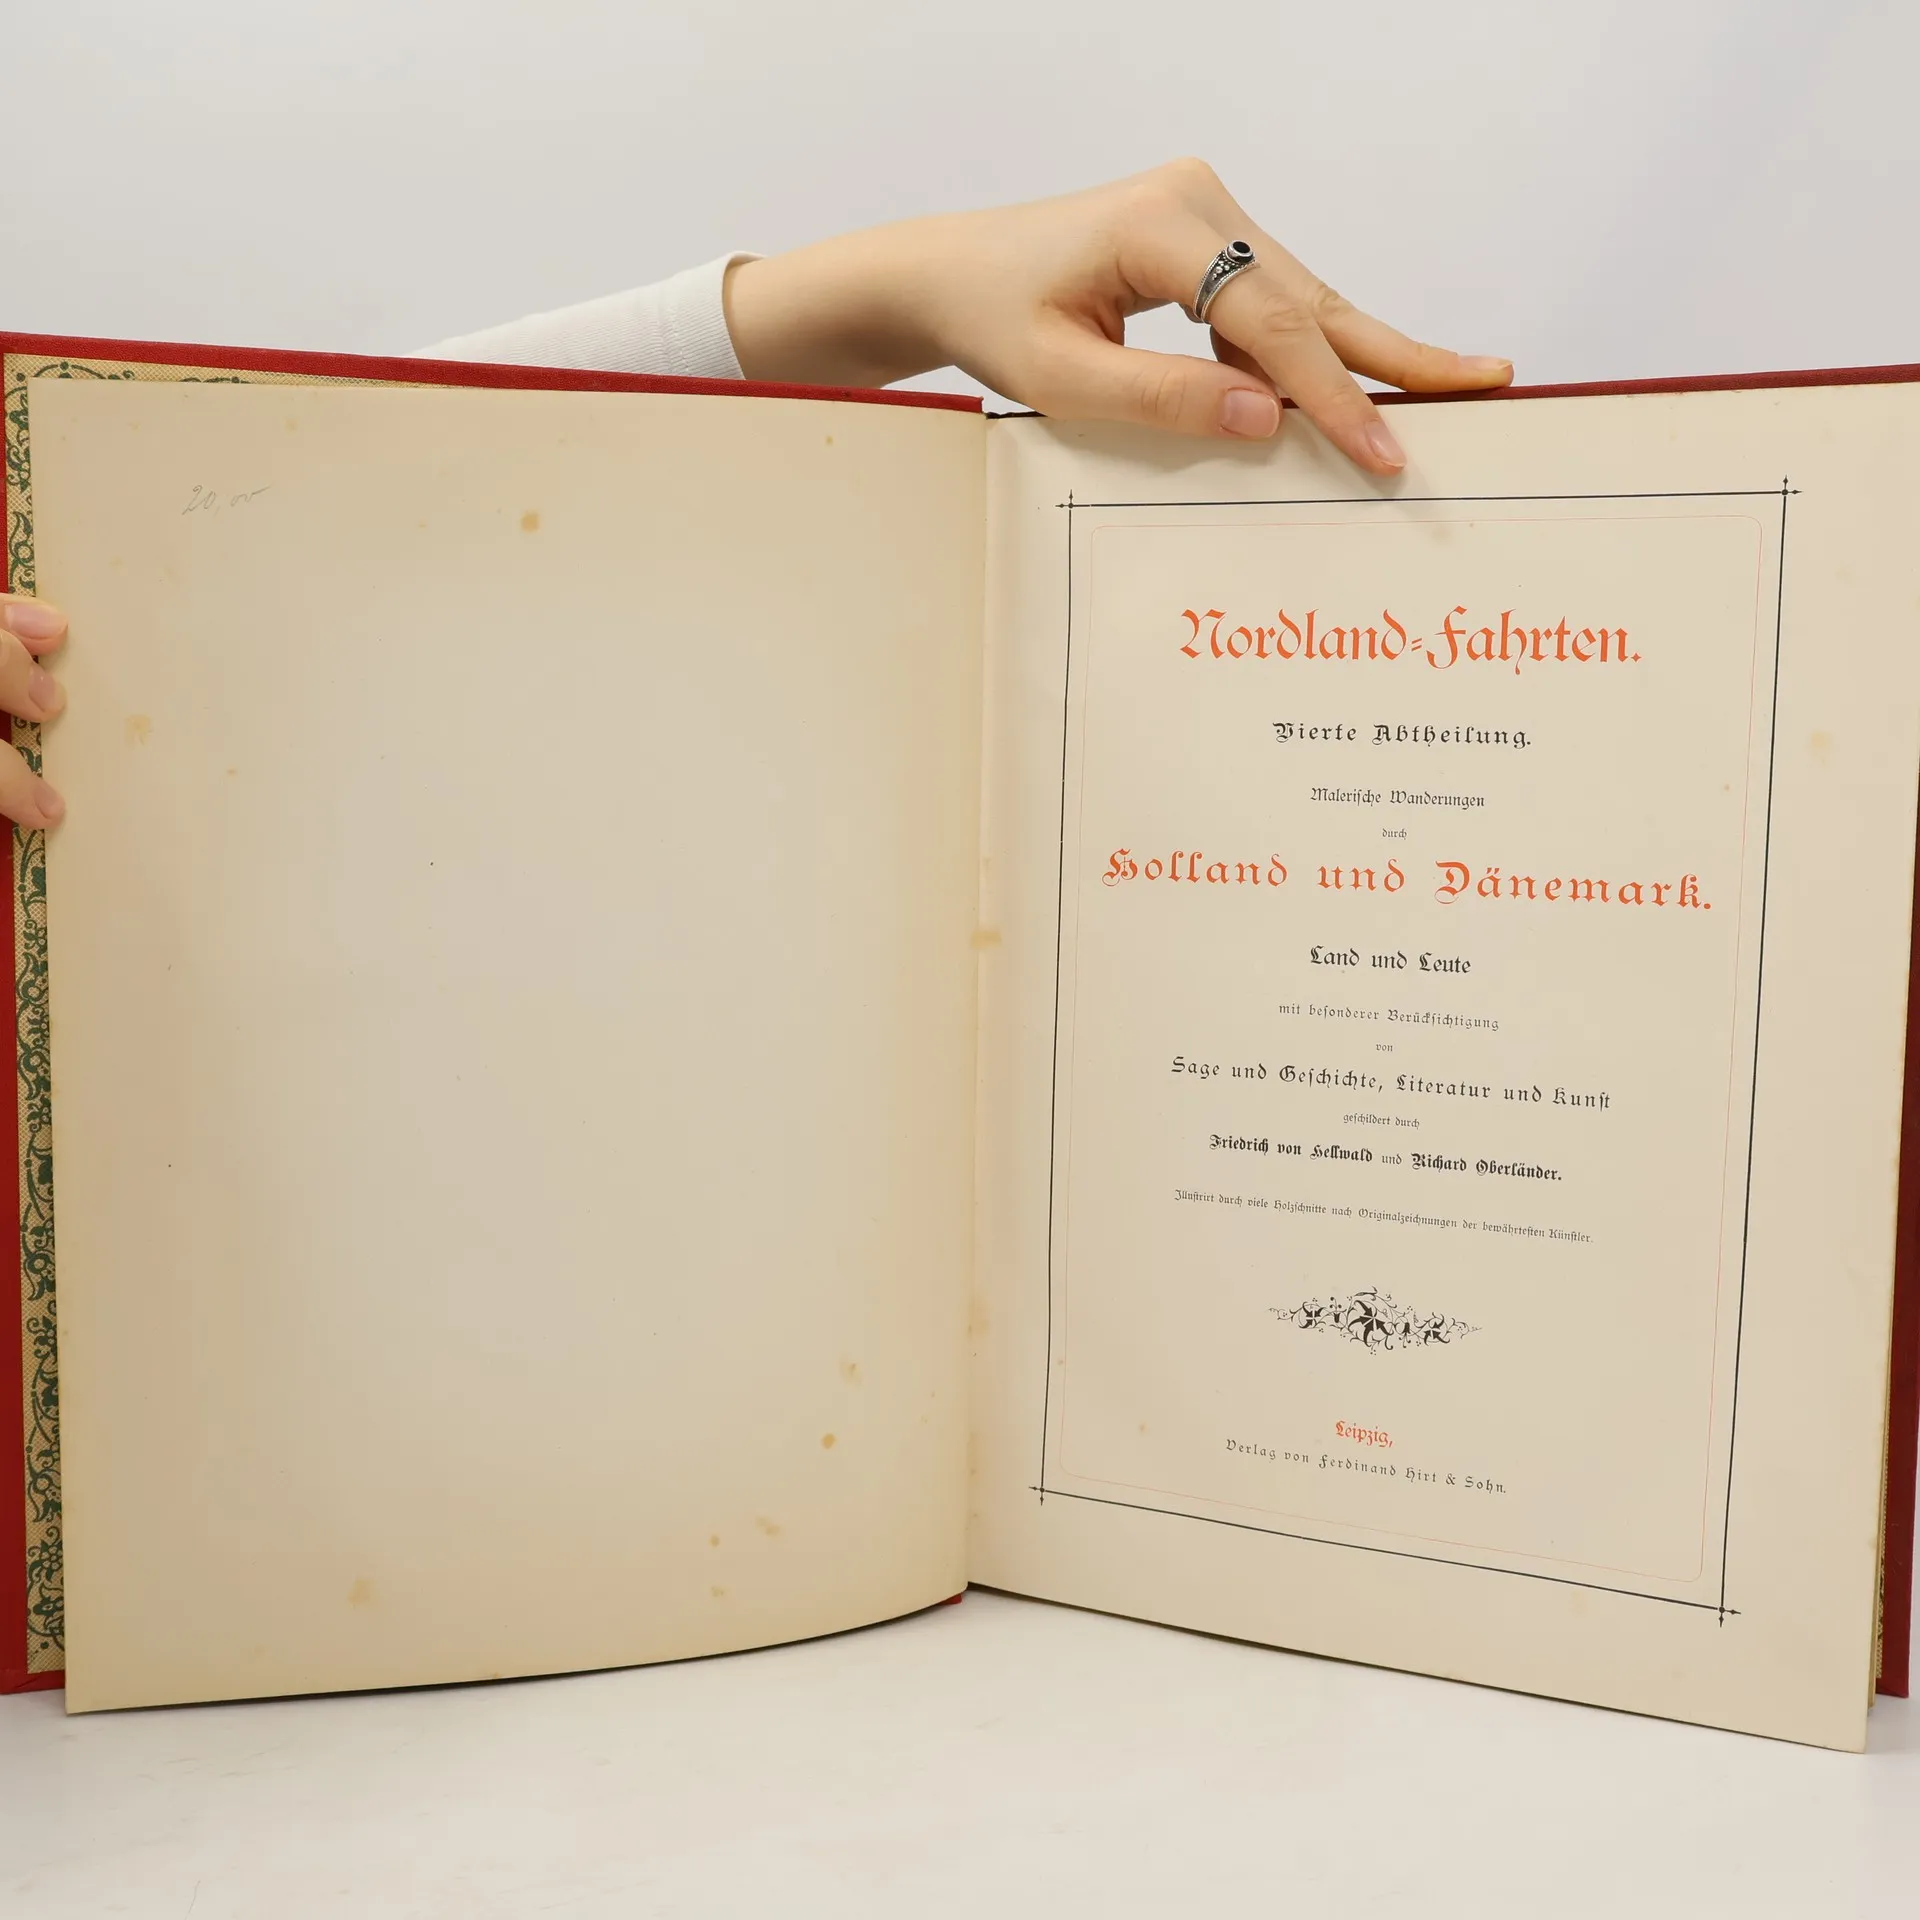 20,00
Nordland=Fahrten.
Vierte Abtheilung.
Malerische Wanderungen
durch
Holland und Dänemark.
Land und Leute
mit besonderer Berücksichtigung
von
Sage und Geschichte, Literatur und Kunst
geschildert durch
Friedrich von Hellwald und Richard Oberländer.
Illustrirt durch viele Holzschnitte nach Originalzeichnungen der bewährtesten Künstler.
Leipzig,
Verlag von Ferdinand Hirt & Sohn.